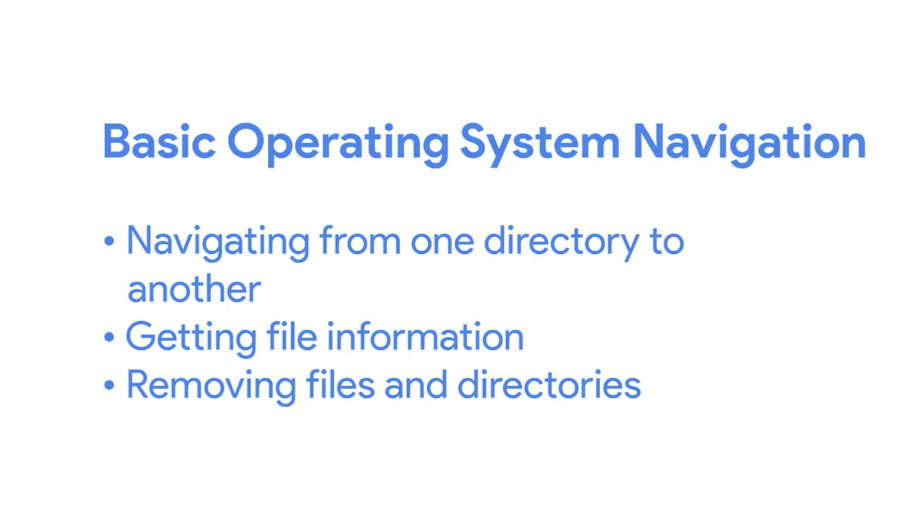 Basic Operating System Navigation
• Navigating from one directory to
another
• Getting file information
• Removing files and directories